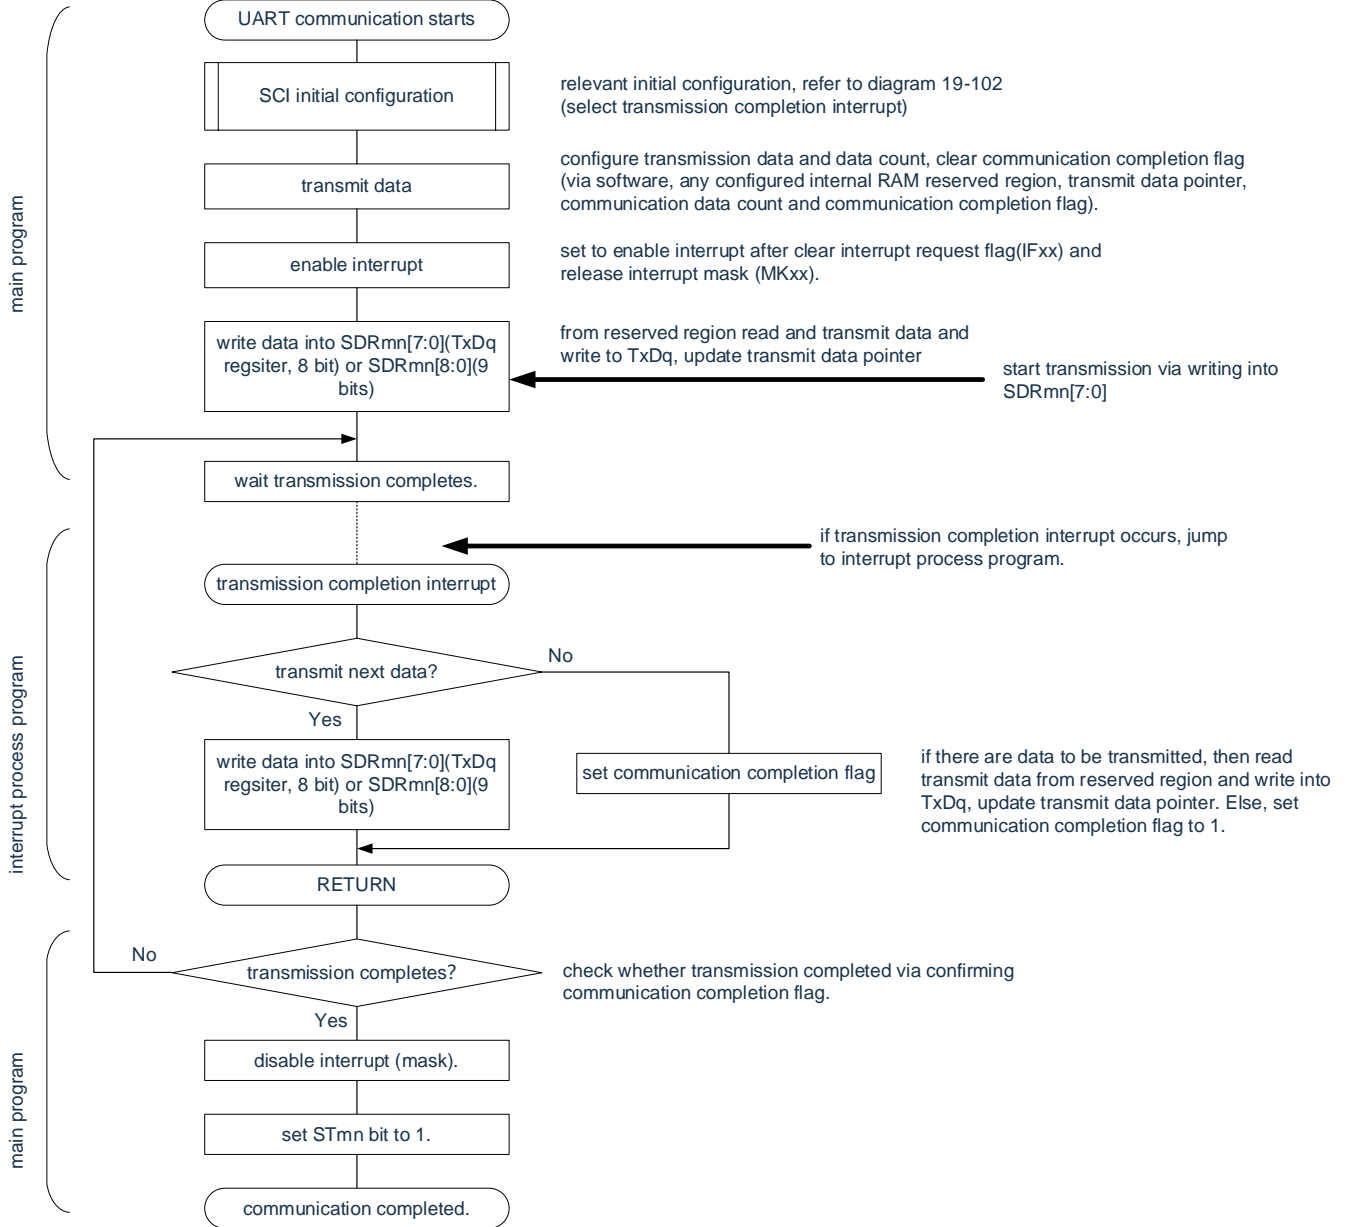 UART communication starts
SCI initial configuration
relevant initial configuration, refer to diagram 19-102
(select transmission completion interrupt)
transmit data
configure transmission data and data count, clear communication completion flag
(via software, any configured internal RAM reserved region, transmit data pointer,
communication data count and communication completion flag).
main program
enable interrupt
set to enable interrupt after clear interrupt request flag(IFxx) and
release interrupt mask (MKxx).
write data into SDRmn[7:0](TxDq
regsiter, 8 bit) or SDRmn[8:0](9
bits)
from reserved region read and transmit data and
write to TxDq, update transmit data pointer
start transmission via writing into
SDRmn[7:0]
wait transmission completes.
if transmission completion interrupt occurs, jump
to interrupt process program.
transmission completion interrupt
transmit next data?
No
Yes
interrupt process program
write data into SDRmn[7:0](TxDq
regsiter, 8 bit) or SDRmn[8:0](9
bits)
set communication completion flag
if there are data to be transmitted, then read
transmit data from reserved region and write into
TxDq, update transmit data pointer. Else, set
communication completion flag to 1.
RETURN
No
transmission completes?
check whether transmission completed via confirming
communication completion flag.
Yes
main program
disable interrupt (mask).
set STmn bit to 1.
communication completed.